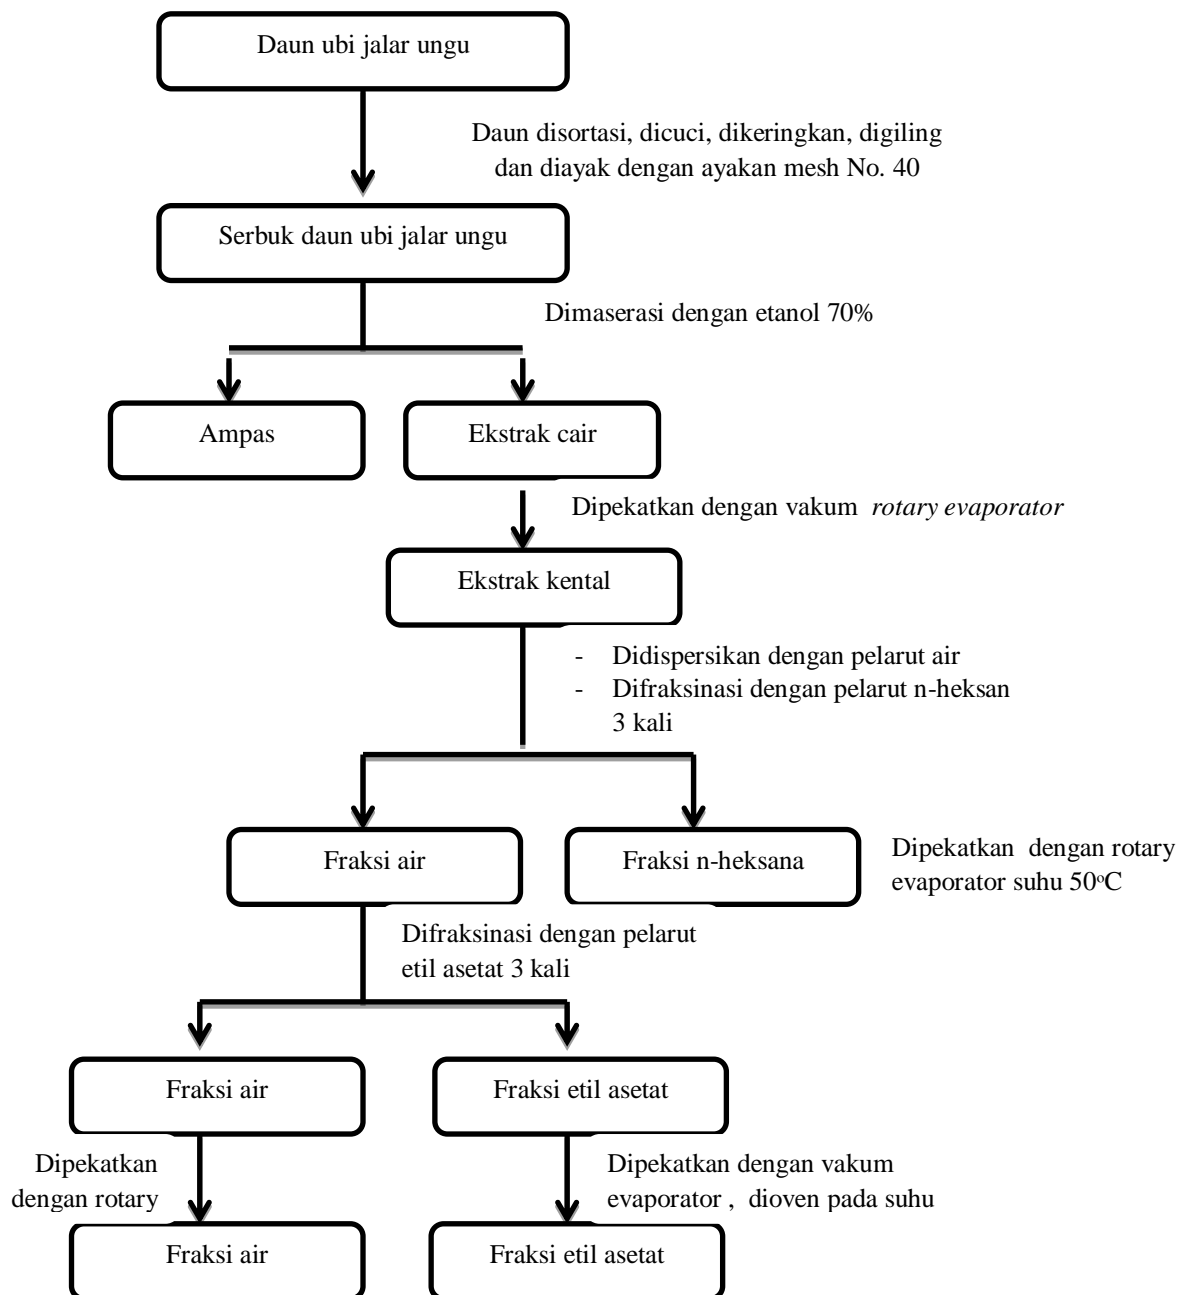 Daun ubi jalar ungu
Daun disortasi, dicuci, dikeringkan, digiling
dan diayak dengan ayakan mesh No. 40
Serbuk daun ubi jalar ungu
Dimaserasi dengan etanol 70%
Ampas
Ekstrak cair
Dipekatkan dengan vakum rotary evaporator
Ekstrak kental
- Didispersikan dengan pelarut air
- Difraksinasi dengan pelarut n-heksan
3 kali
Fraksi air
Fraksi n-heksana
Dipekatkan dengan rotary
evaporator suhu 50°C
Difraksinasi dengan pelarut
etil asetat 3 kali
Fraksi air
Fraksi etil asetat
Dipekatkan
dengan rotary
Dipekatkan dengan vakum
evaporator , dioven pada suhu
Fraksi air
Fraksi etil asetat